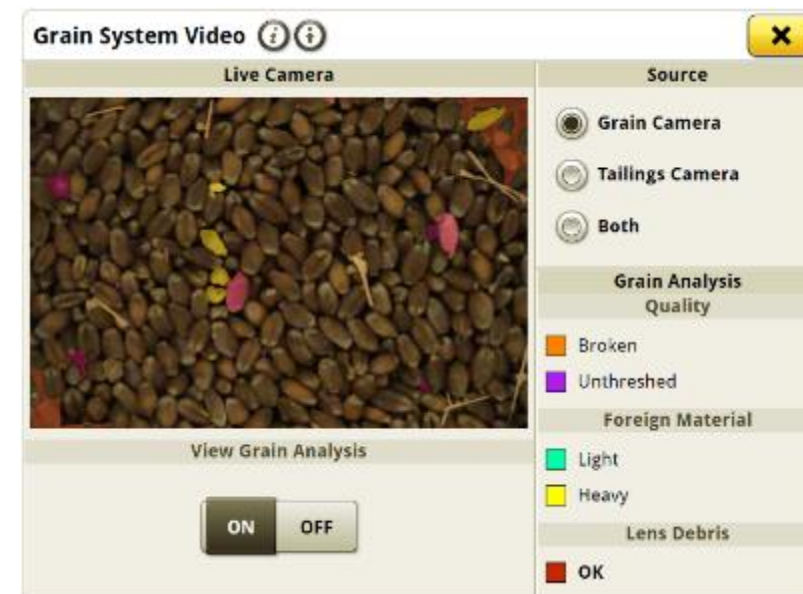 Grain System Video
Live Camera
Source
Grain Camera
Tailings Camera
Both
Grain Analysis
Quality
Broken
Unthreshed
Foreign Material
Light
Heavy
Lens Debris
OK
View Grain Analysis
ON OFF